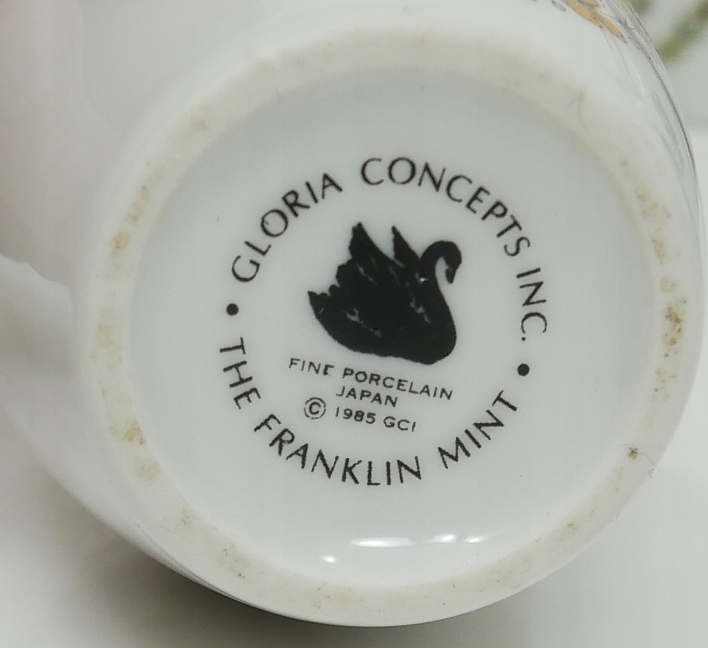 GLORIA CONCEPTS INC.
FINE PORCELAIN
JAPAN
© 1985 GCI
• THE FRANKLIN MINT •